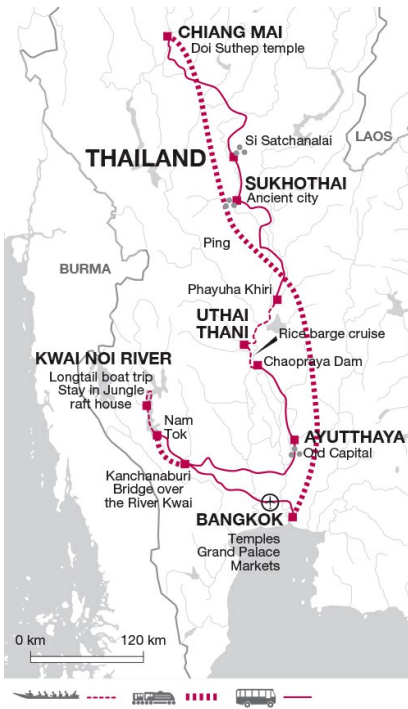 CHIANG MAI
Doi Suthep temple
LAOS
Si Satchanalai
THAILAND
SUKHOTHAI
Ancient city
Ping
BURMA
Phayuha Khiri
UTHAI
THANI
Rice barge cruise
KWAI NOI RIVER
Chaopraya Dam
Longtail boat trip
Stay in Jungle
raft house
Nam
Tok
AYUTTHAYA
Old Capital
Kanchanaburi
Bridge over
the River Kwai
BANGKOK
Temples
Grand Palace
Markets
0 km 120 km